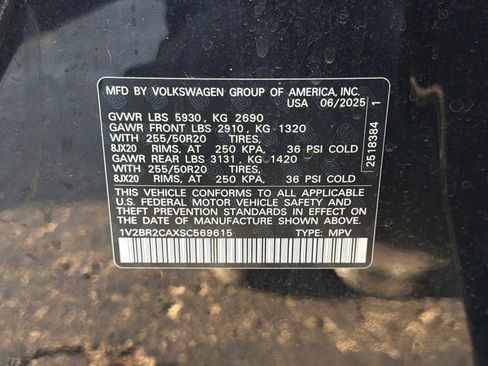 MFD BY VOLKSWAGEN GROUP OF AMERICA, INC.
USA 06/2025
GVWR LBS 5930, KG 2690
GAWR FRONT LBS 2910, KG 1320
WITH 255/50R20 TIRES,
8JX20 RIMS, AT 250 KPA, 36 PSI COLD
GAWR REAR LBS 3131, KG 1420
WITH 255/50R20 TIRES,
8JX20 RIMS, AT 250 KPA, 36 PSI COLD
THIS VEHICLE CONFORMS TO ALL APPLICABLE
U.S. FEDERAL MOTOR VEHICLE SAFETY STANDARDS
IN EFFECT ON THE DATE OF MANUFACTURE SHOWN ABOVE.
1V2BR2CAXSC569615 TYPE: MPV
2518384 1